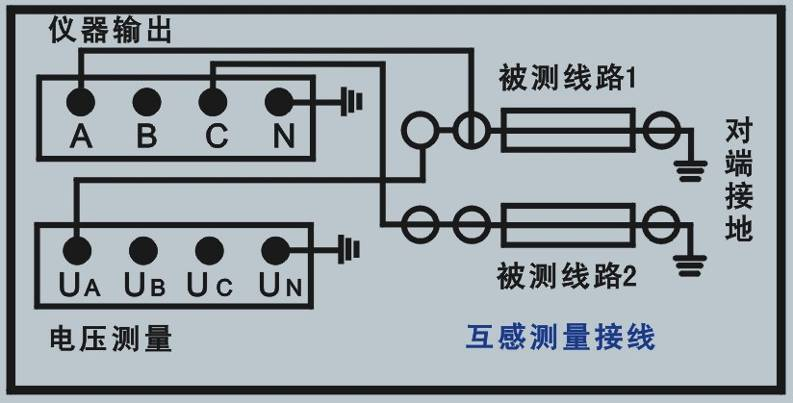 仪器输出
A B C N
被测线路1
对端接地
UA UB UC UN
被测线路2
电压测量
互感测量接线